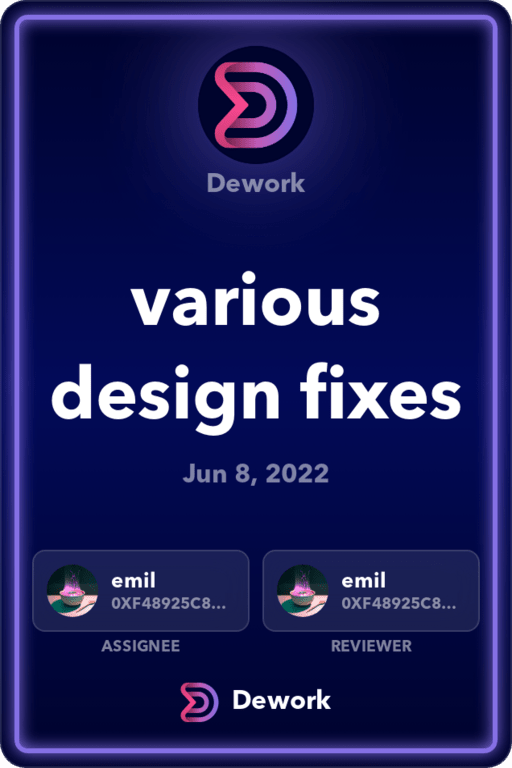 Dework
various
design fixes
Jun 8, 2022
emil
0XF48925C8...
ASSIGNEE
emil
0XF48925C8...
REVIEWER
Dework